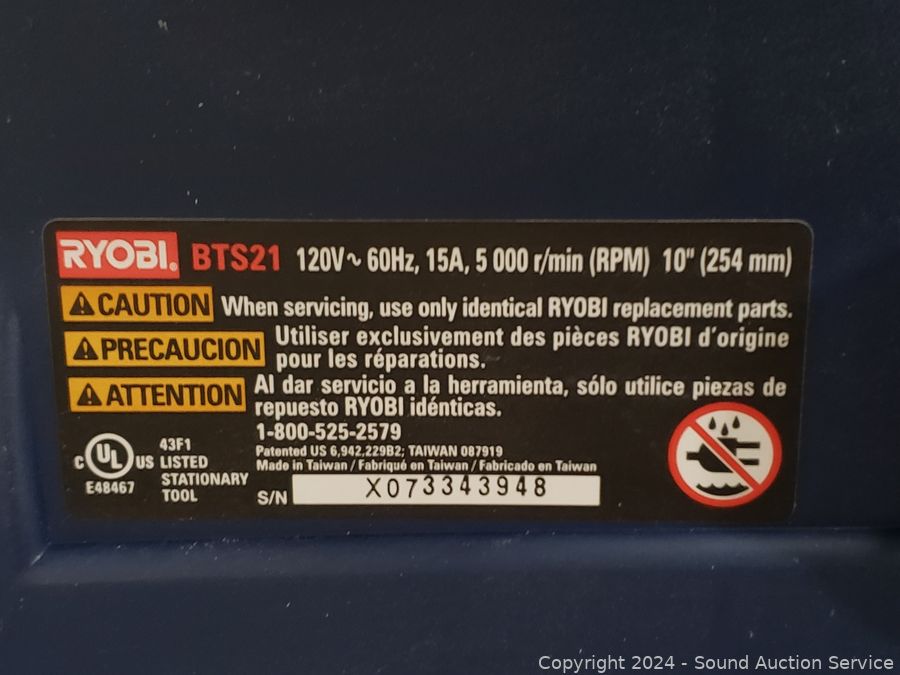 RYOBI® BTS21 120V~ 60Hz, 15A, 5 000 r/min (RPM) 10" (254 mm)
CAUTION When servicing, use only identical RYOBI replacement parts.
PRECAUCION Utiliser exclusivement des pièces RYOBI d'origine
pour les réparations.
ATTENTION Al dar servicio a la herramienta, sólo utilice piezas de
repuesto RYOBI idénticas.
1-800-525-2579
Patented US 6,942,229B2; TAIWAN 087919
Made in Taiwan / Fabriqué en Taiwan / Fabricado en Taiwan
C UL US
E48467
43F1
LISTED
STATIONARY
TOOL
S/N X073343948
Copyright 2024 - Sound Auction Service